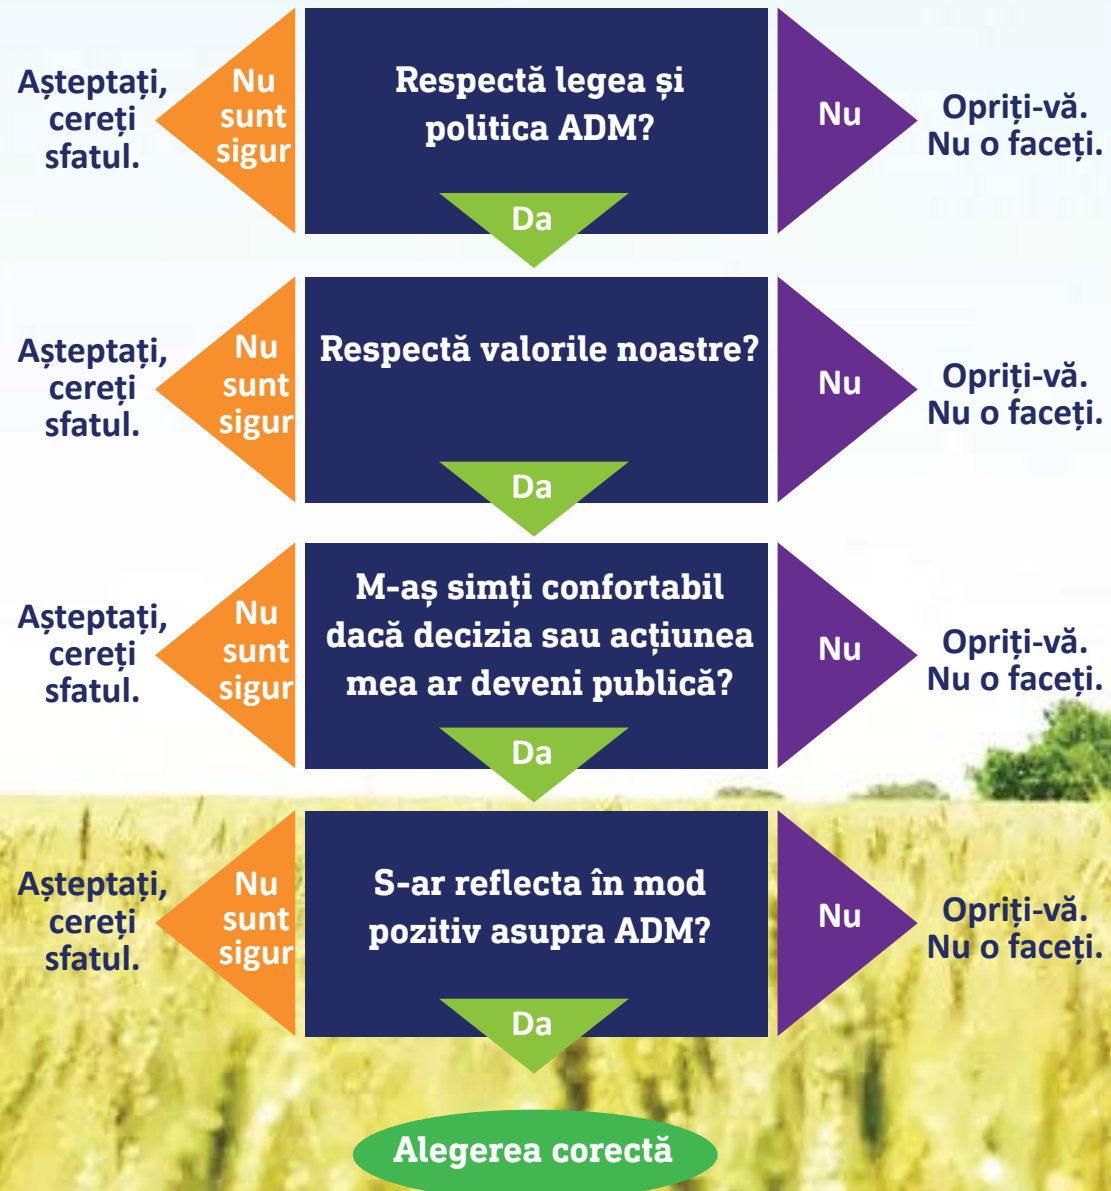 Așteptați,
cereți
sfatul.
Nu
sunt
sigur
Respectă legea și
politica ADM?
Nu
Opriți-vă.
Nu o faceți.
Da
Așteptați,
cereți
sfatul.
Nu
sunt
sigur
Respectă valorile noastre?
Nu
Opriți-vă.
Nu o faceți.
Da
Așteptați,
cereți
sfatul.
Nu
sunt
sigur
M-aș simți confortabil
dacă decizia sau acțiunea
mea ar deveni publică?
Nu
Opriți-vă.
Nu o faceți.
Da
Așteptați,
cereți
sfatul.
Nu
sunt
sigur
S-ar reflecta în mod
pozitiv asupra ADM?
Nu
Opriți-vă.
Nu o faceți.
Da
Alegerea corectă